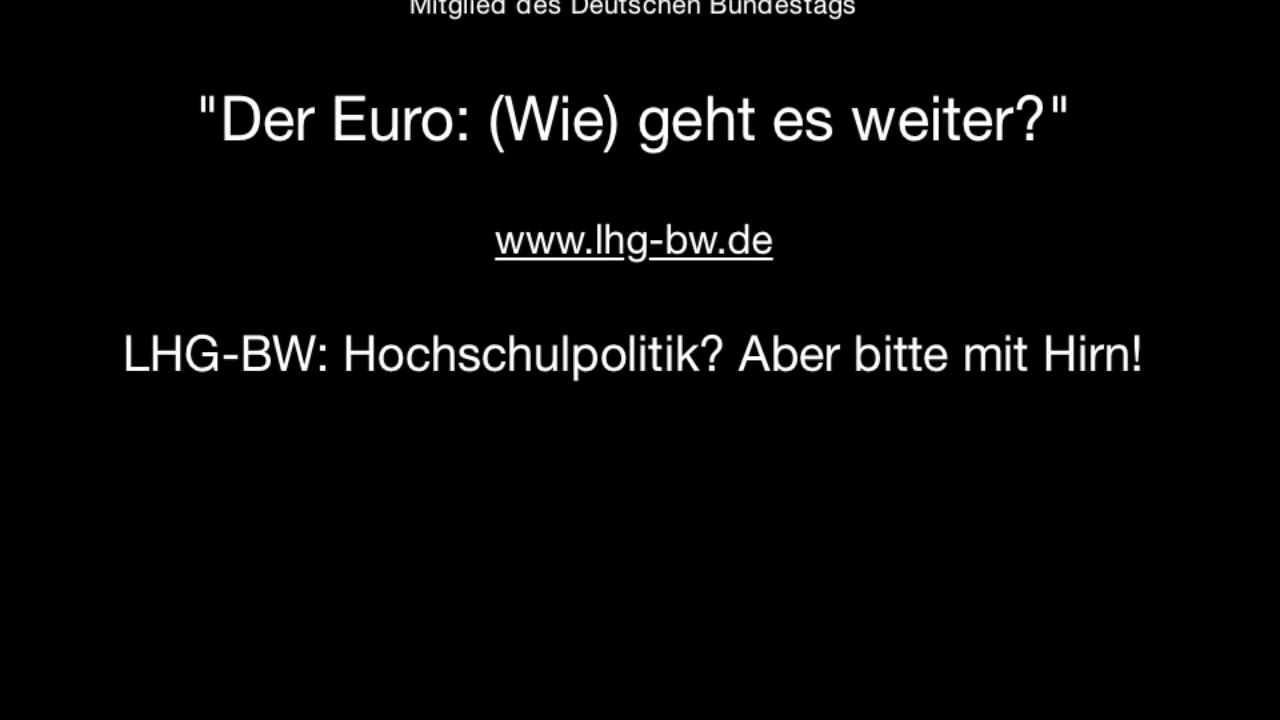 Mitglied des Deutschen Bundestags
"Der Euro: (Wie) geht es weiter?"
www.lhg-bw.de
LHG-BW: Hochschulpolitik? Aber bitte mit Hirn!